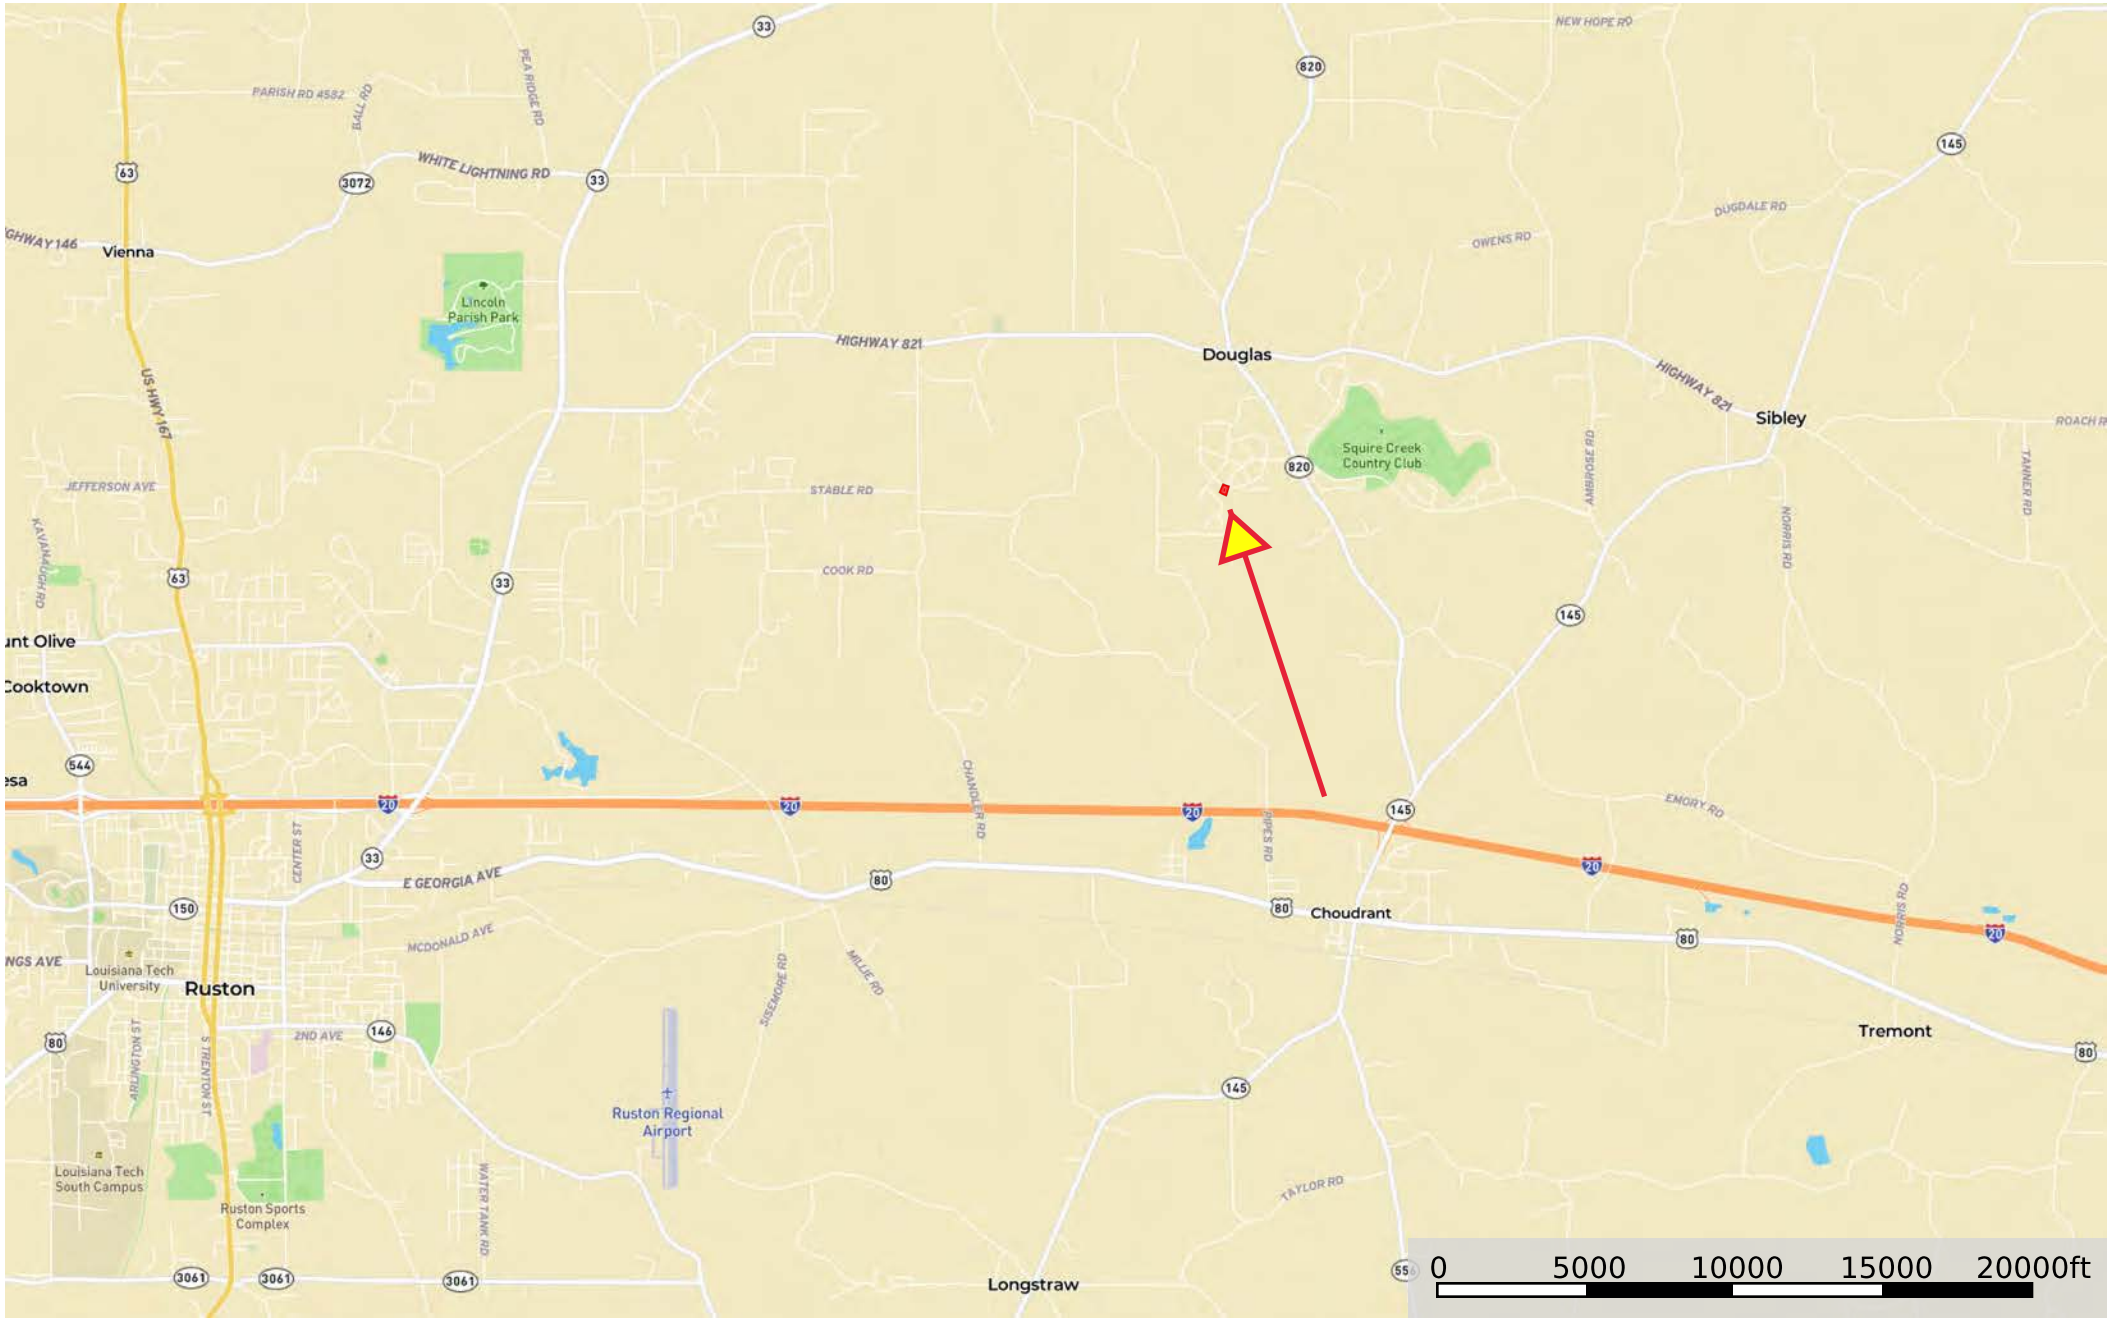 33
820
NEW HOPE RD
PARISH RD 4582
BALL RD
PEA RIDGE RD
63
3072
WHITE LIGHTNING RD
33
145
DUGDALE RD
OWENS RD
GHWAY 146
Vienna
Lincoln
Parish Park
HIGHWAY 821
Douglas
HIGHWAY 821
Sibley
ROACH R
US HWY 167
Squire Creek
Country Club
820
AMBROSE RD
TANNER RD
JEFFERSON AVE
STABLE RD
KAVANAUGH RD
NORRIS RD
63
33
COOK RD
145
unt Olive
Cooktown
544
esa
20
20
20
CHANDLER RD
PIPES RD
145
EMORY RD
20
CENTER ST
33
E GEORGIA AVE
80
80
Choudrant
80
NORRIS RD
20
150
MCDONALD AVE
NGS AVE
Louisiana Tech
University
Ruston
SISEMORE RD
MILLIE RD
80
ARLINGTON ST
S TRENTON ST
2ND AVE
146
Tremont
80
Ruston Regional
Airport
145
Louisiana Tech
South Campus
Ruston Sports
Complex
WATER TANK RD
TAYLOR RD
3061
3061
3061
Longstraw
556
0 5000 10000 15000 20000ft